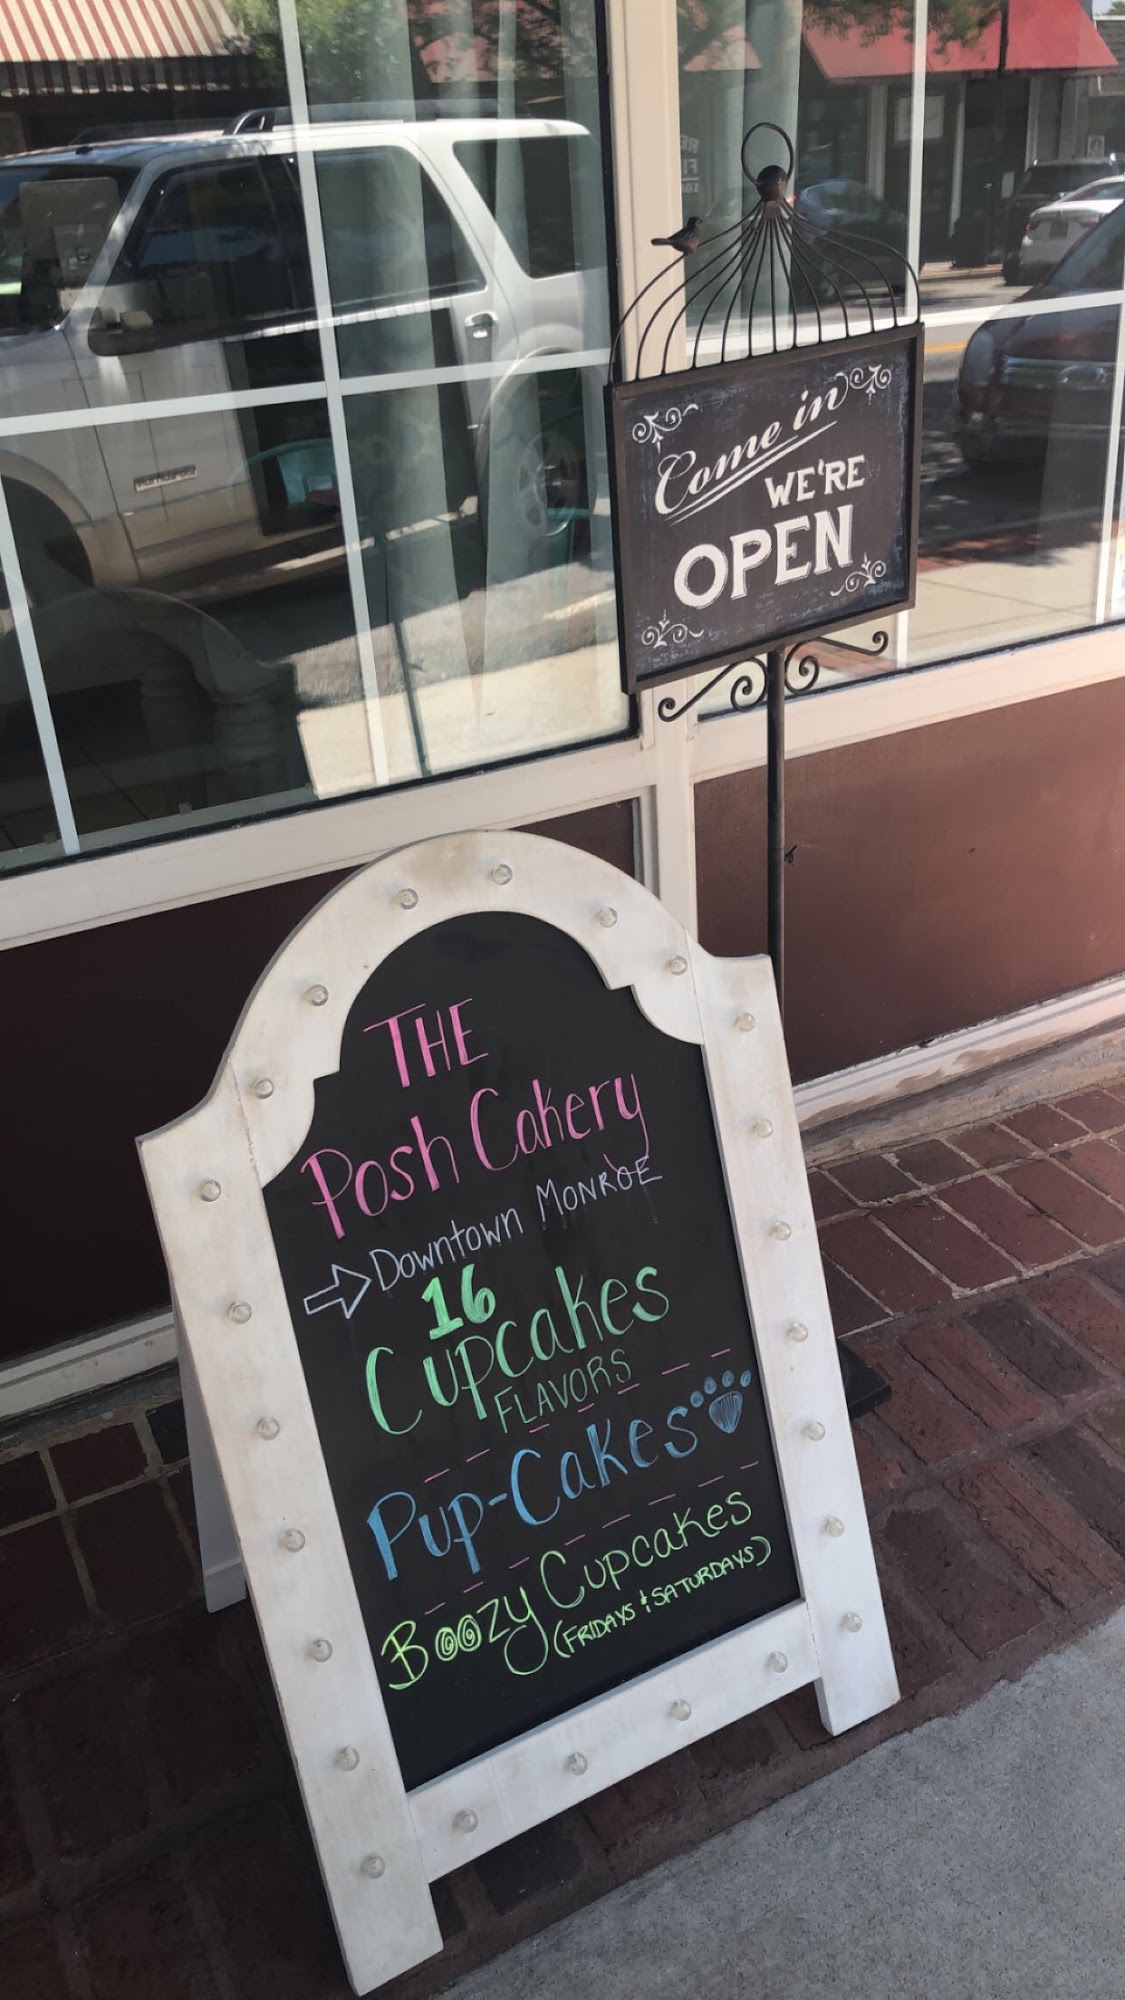 Come in
WE'RE
OPEN
THE
Posh Cakery
Downtown MONROE
16
Cupcakes
FLAVORS
Pup-Cakes
Boozy Cupcakes
(FRIDAYS & SATURDAYS)